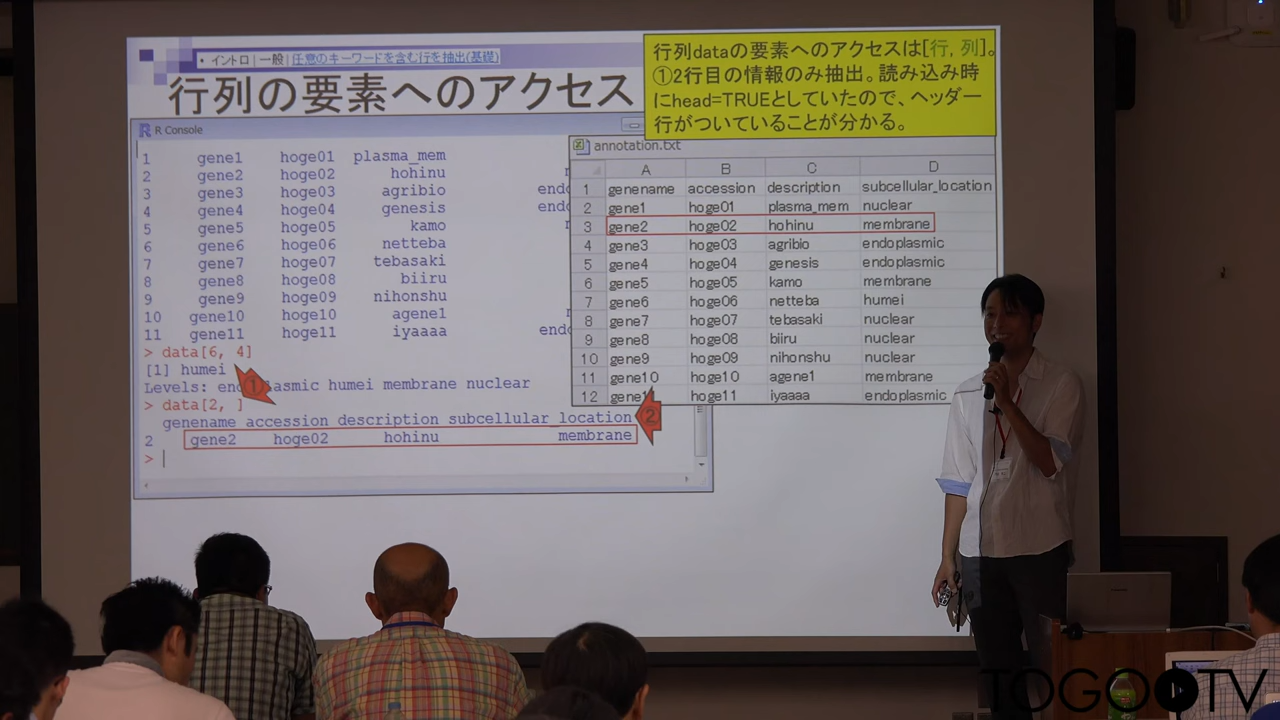 • イントロ | 一般 | 任意のキーワードを含む行を抽出(基礎)
行列の要素へのアクセス
行列dataの要素へのアクセスは[行, 列]。
①2行目の情報のみ抽出。読み込み時
にhead=TRUEとしていたので、ヘッダー
行がついていることが分かる。
R Console
1 gene1 hoge01 plasma_mem
2 gene2 hoge02 hohinu
3 gene3 hoge03 agribio
4 gene4 hoge04 genesis
5 gene5 hoge05 kamo
6 gene6 hoge06 netteba
7 gene7 hoge07 tebasaki
8 gene8 hoge08 biiru
9 gene9 hoge09 nihonshu
10 gene10 hoge10 agene1
11 gene11 hoge11 iyaaaa
> data[6, 4]
[1] humei
①
Levels: humei membrane nuclear
> data[2, ]
genename accession description subcellular_location
②
2 gene2 hoge02 hohinu membrane
>
annotation.txt
A B C D
1 genename accession description subcellular_location
2 gene1 hoge01 plasma_mem nuclear
3 gene2 hoge02 hohinu membrane
4 gene3 hoge03 agribio endoplasmic
5 gene4 hoge04 genesis endoplasmic
6 gene5 hoge05 kamo membrane
7 gene6 hoge06 netteba humei
8 gene7 hoge07 tebasaki nuclear
9 gene8 hoge08 biiru nuclear
10 gene9 hoge09 nihonshu nuclear
11 gene10 hoge10 agene1 membrane
12 hoge11 iyaaaa endoplasmic
TOGOTV